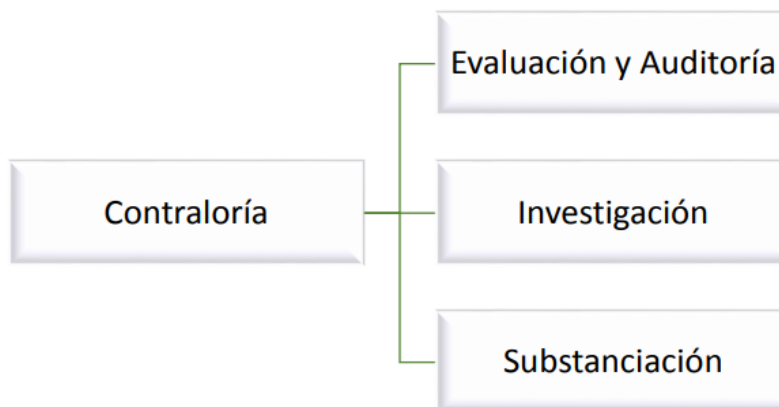 Evaluación y Auditoría
Contraloría
Investigación
Substanciación